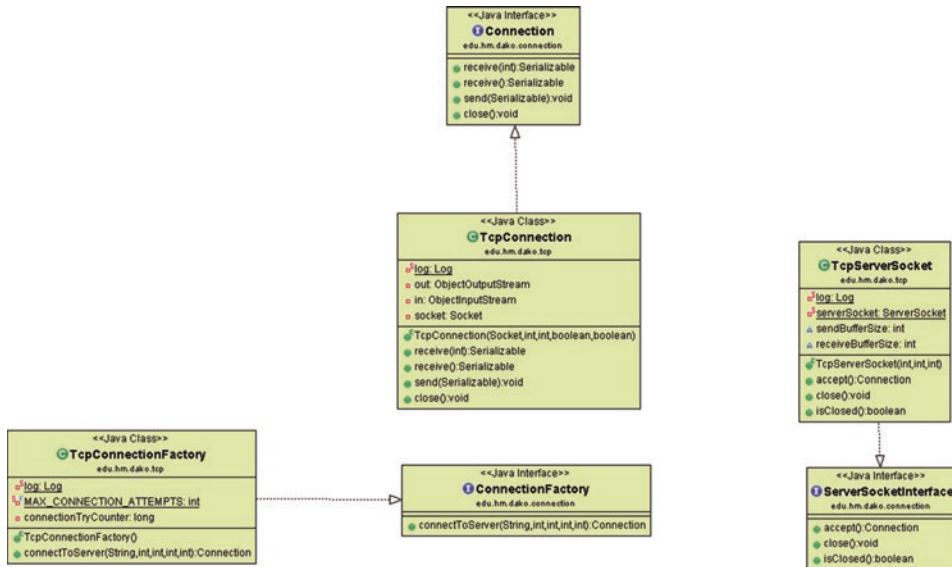 <<Java Interface>>
Connection
edu.hm.dako.connection
receive(int):Serializable
receive():Serializable
send(Serializable):void
close():void
<<Java Class>>
TcpConnection
edu.hm.dako.tcp
log: Log
out: ObjectOutputStream
in: ObjectInputStream
socket: Socket
TcpConnection(Socket,int,int,boolean,boolean)
receive(int):Serializable
receive():Serializable
send(Serializable):void
close():void
<<Java Class>>
TcpServerSocket
edu.hm.dako.tcp
log: Log
serverSocket: ServerSocket
sendBufferSize: int
receiveBufferSize: int
TcpServerSocket(int,int,int)
accept():Connection
close():void
isClosed():boolean
<<Java Class>>
TcpConnectionFactory
edu.hm.dako.tcp
log: Log
MAX_CONNECTION_ATTEMPTS: int
connectionTryCounter: long
TcpConnectionFactory()
connectToServer(String,int,int,int,int):Connection
<<Java Interface>>
ConnectionFactory
edu.hm.dako.connection
connectToServer(String,int,int,int,int):Connection
<<Java Interface>>
ServerSocketInterface
edu.hm.dako.connection
accept():Connection
close():void
isClosed():boolean